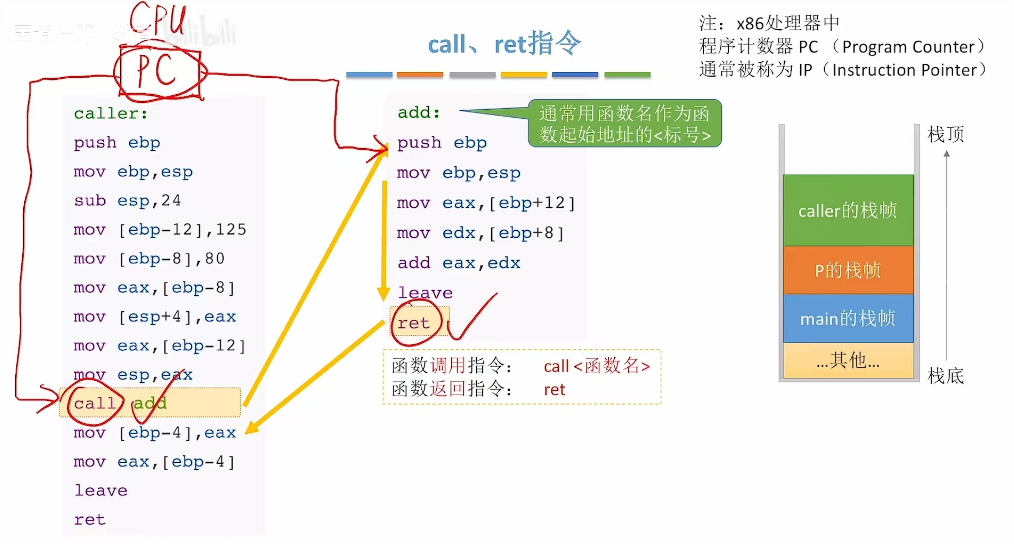 CPU
bilibili
PC
call、ret指令
注：x86处理器中
程序计数器 PC （Program Counter）
通常被称为 IP（Instruction Pointer）
caller:
push ebp
mov ebp,esp
sub esp,24
mov [ebp-12],125
mov [ebp-8],80
mov eax,[ebp-8]
mov [esp+4],eax
mov eax,[ebp-12]
mov esp,eax
call add
mov [ebp-4],eax
mov eax,[ebp-4]
leave
ret
add:
push ebp
mov ebp,esp
mov eax,[ebp+12]
mov edx,[ebp+8]
add eax,edx
leave
ret
通常用函数名作为函
数起始地址的<标号>
函数调用指令： call <函数名>
函数返回指令： ret
栈顶
caller的栈帧
P的栈帧
main的栈帧
…其他…
栈底